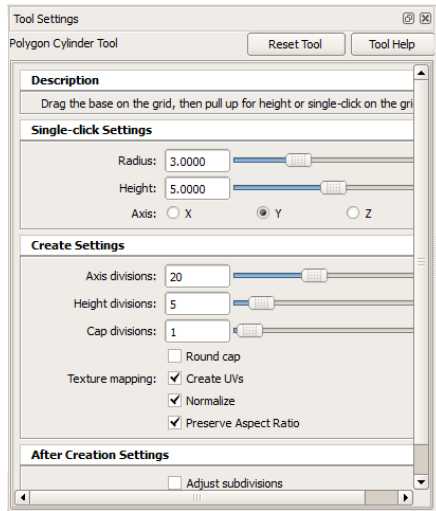 Tool Settings
Polygon Cylinder Tool Reset Tool Tool Help
Description
Drag the base on the grid, then pull up for height or single-click on the gri
Single-click Settings
Radius: 3.0000
Height: 5.0000
Axis: X Y Z
Create Settings
Axis divisions: 20
Height divisions: 5
Cap divisions: 1
Round cap
Texture mapping: Create UVs
Normalize
Preserve Aspect Ratio
After Creation Settings
Adjust subdivisions